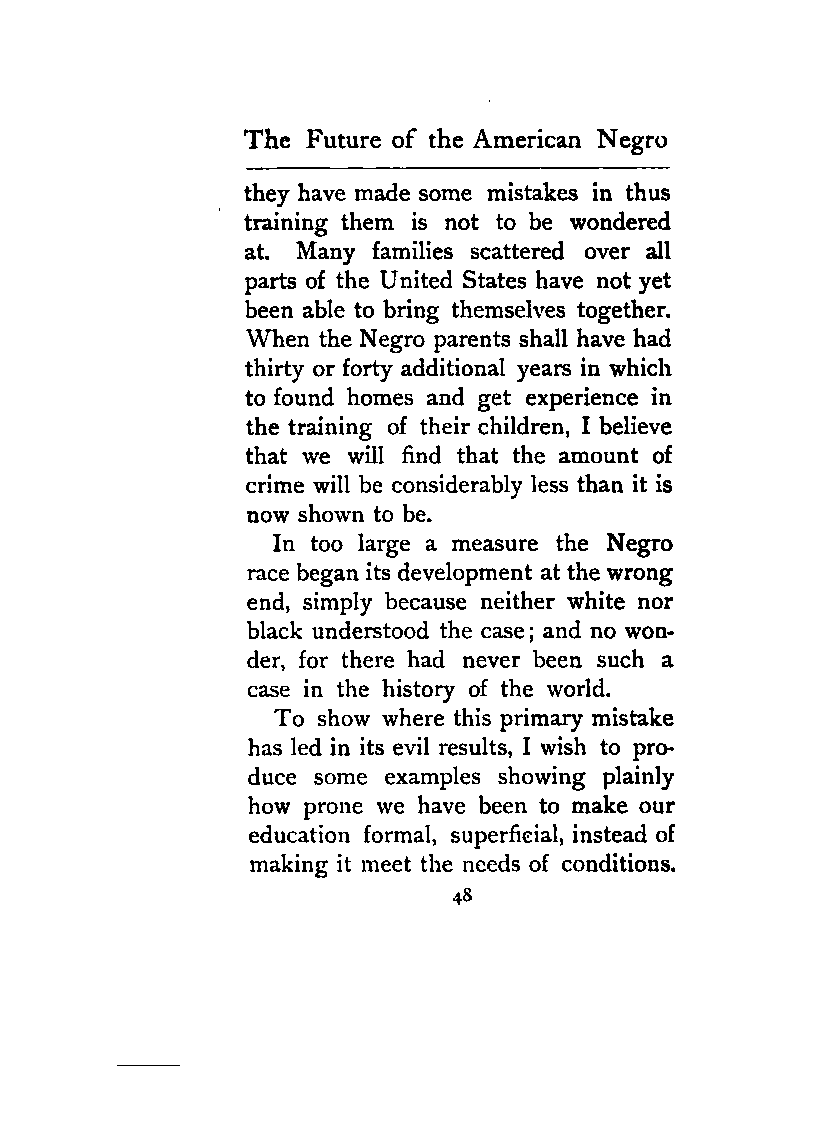 The Future of the American Negro
they have made some mistakes in thus
training them is not to be wondered
at. Many families scattered over all
parts of the United States have not yet
been able to bring themselves together.
When the Negro parents shall have had
thirty or forty additional years in which
to found homes and get experience in
the training of their children, I believe
that we will find that the amount of
crime will be considerably less than it is
now shown to be.
In too large a measure the Negro
race began its development at the wrong
end, simply because neither white nor
black understood the case; and no won-
der, for there had never been such a
case in the history of the world.
To show where this primary mistake
has led in its evil results, I wish to pro-
duce some examples showing plainly
how prone we have been to make our
education formal, superficial, instead of
making it meet the needs of conditions.
48